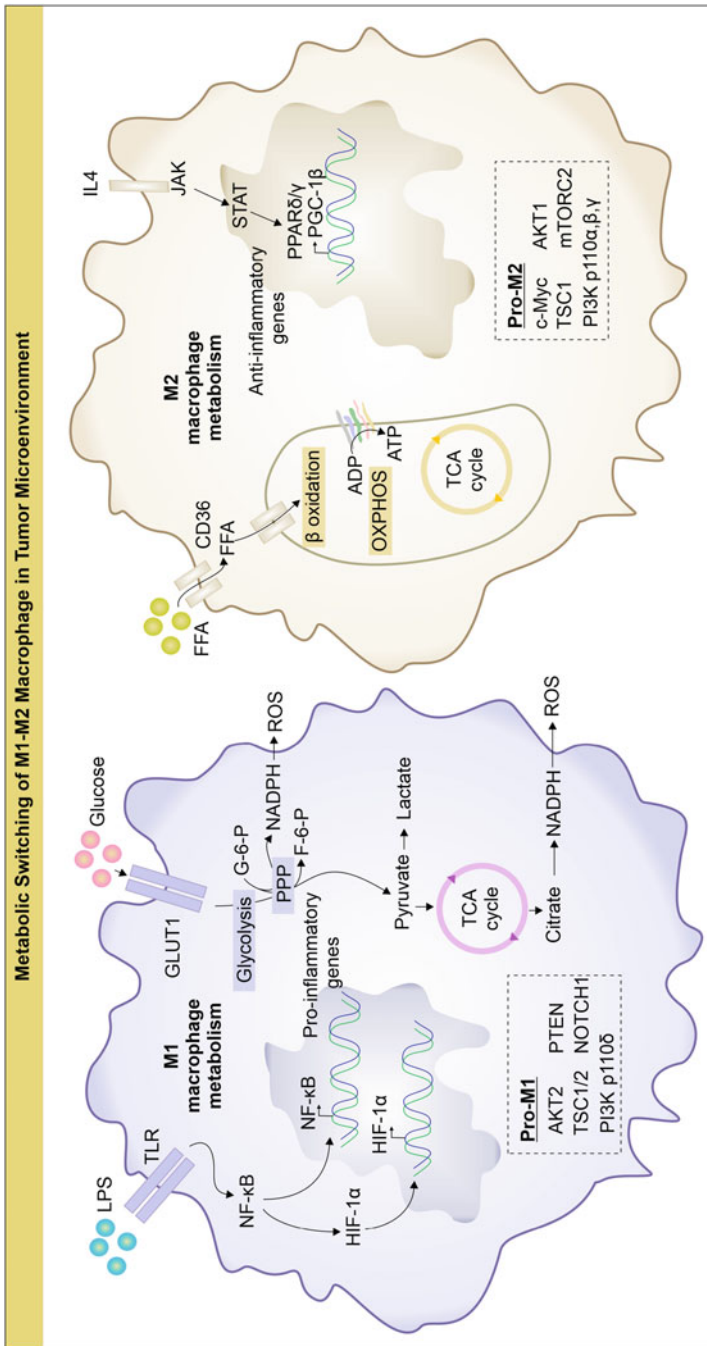 Metabolic Switching of M1-M2 Macrophage in Tumor Microenvironment
LPS
TLR
NF-κB
HIF-1α
NF-κB
HIF-1α
M1
macrophage
metabolism
Pro-inflammatory
genes
Glucose
GLUT1
Glycolysis
G-6-P
PPP
F-6-P
NADPH
ROS
Pyruvate
Lactate
TCA
cycle
Citrate
NADPH
ROS
Pro-M1
AKT2 PTEN
TSC1/2 NOTCH1
PI3K p110δ
FFA
CD36
FFA
β oxidation
ADP
ATP
OXPHOS
TCA
cycle
M2
macrophage
metabolism
Anti-inflammatory
genes
IL4
JAK
STAT
PPARδ/γ
PGC-1β
Pro-M2
c-Myc AKT1
TSC1 mTORC2
PI3K p110α,β,γ